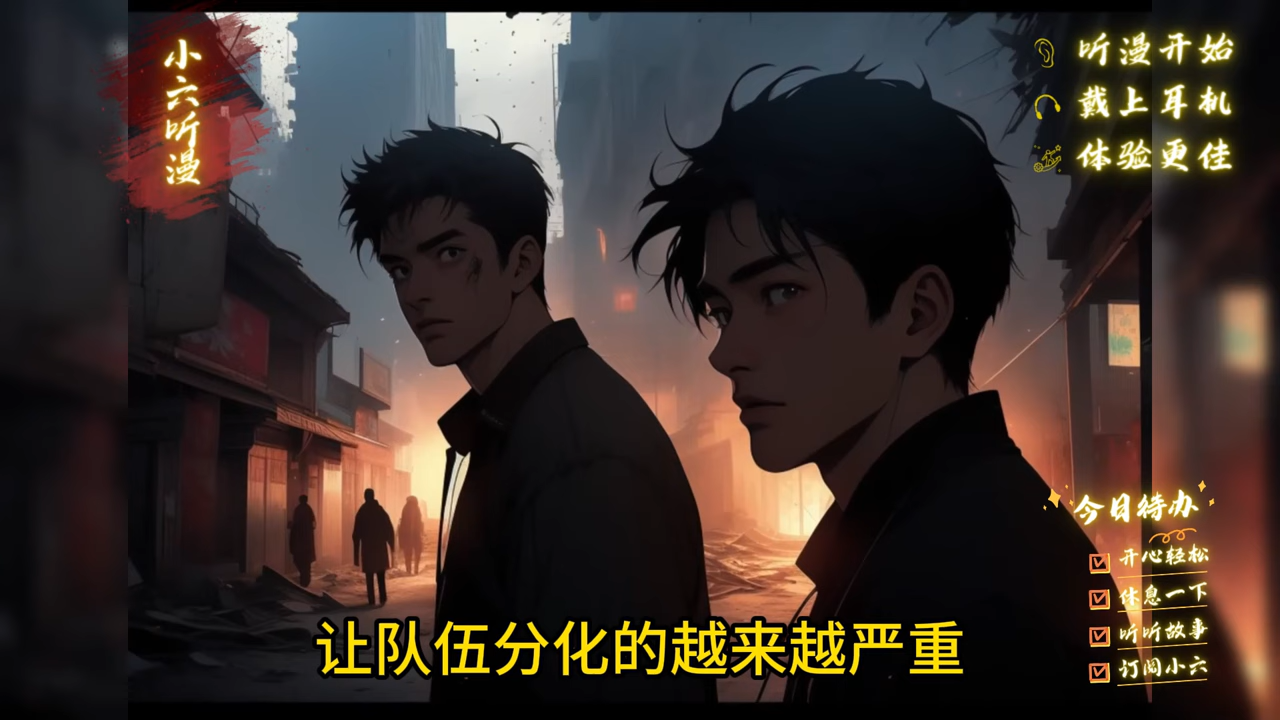 小六听漫
听漫开始
戴上耳机
体验更佳
今日待办
开心轻松
休息一下
听听故事
订阅小六
让队伍分化的越来越严重